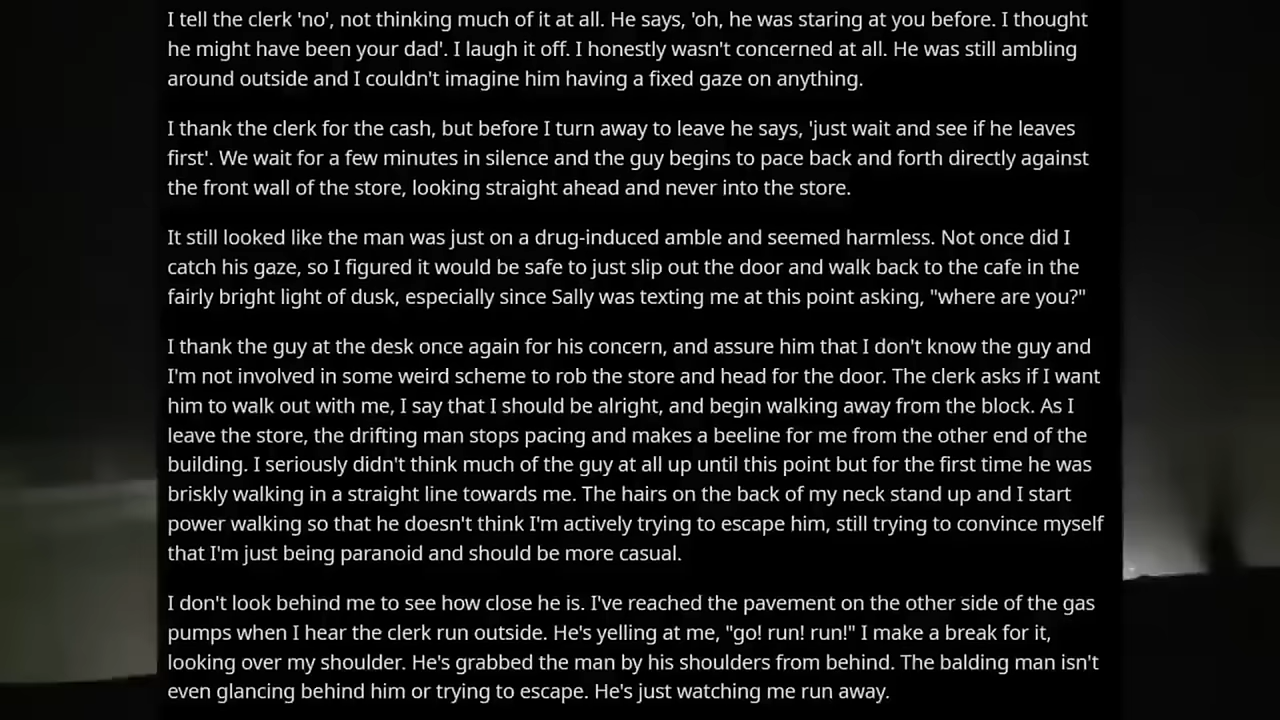 I tell the clerk 'no', not thinking much of it at all. He says, 'oh, he was staring at you before. I thought
he might have been your dad'. I laugh it off. I honestly wasn't concerned at all. He was still ambling
around outside and I couldn't imagine him having a fixed gaze on anything.
I thank the clerk for the cash, but before I turn away to leave he says, 'just wait and see if he leaves
first'. We wait for a few minutes in silence and the guy begins to pace back and forth directly against
the front wall of the store, looking straight ahead and never into the store.
It still looked like the man was just on a drug-induced amble and seemed harmless. Not once did I
catch his gaze, so I figured it would be safe to just slip out the door and walk back to the cafe in the
fairly bright light of dusk, especially since Sally was texting me at this point asking, "where are you?"
I thank the guy at the desk once again for his concern, and assure him that I don't know the guy and
I'm not involved in some weird scheme to rob the store and head for the door. The clerk asks if I want
him to walk out with me, I say that I should be alright, and begin walking away from the block. As I
leave the store, the drifting man stops pacing and makes a beeline for me from the other end of the
building. I seriously didn't think much of the guy at all up until this point but for the first time he was
briskly walking in a straight line towards me. The hairs on the back of my neck stand up and I start
power walking so that he doesn't think I'm actively trying to escape him, still trying to convince myself
that I'm just being paranoid and should be more casual.
I don't look behind me to see how close he is. I've reached the pavement on the other side of the gas
pumps when I hear the clerk run outside. He's yelling at me, "go! run! run!" I make a break for it,
looking over my shoulder. He's grabbed the man by his shoulders from behind. The balding man isn't
even glancing behind him or trying to escape. He's just watching me run away.